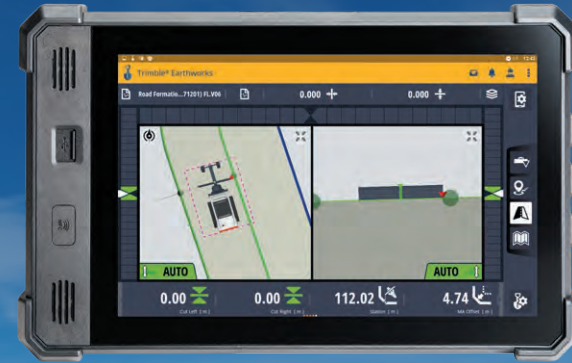 Trimble® Earthworks
Road Formatio...71201) FL.V06
0.000
0.000
AUTO
AUTO
0.00
0.00
112.02
4.74
Cut Left [m]
Cut Right [m]
Station [m]